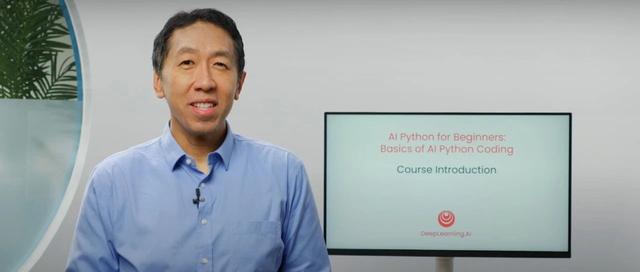 AI Python for Beginners:
Basics of AI Python Coding
Course Introduction
DeepLearning.AI